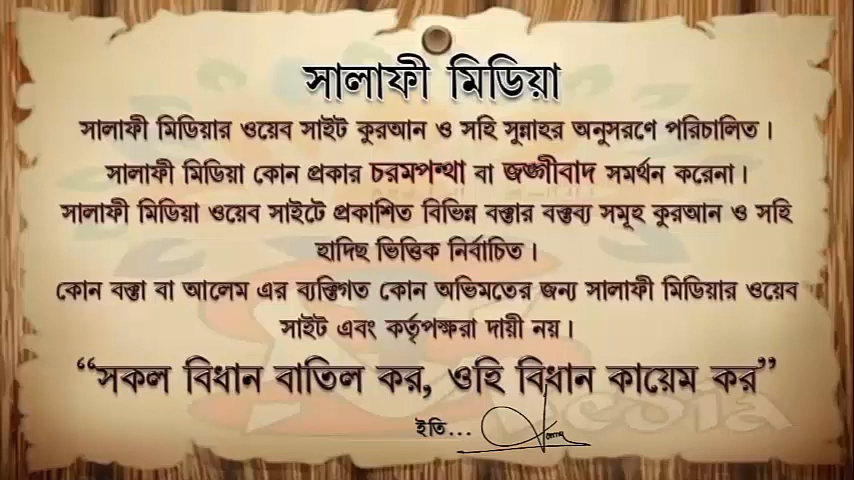 সালাফী মিডিয়া
সালাফী মিডিয়ার ওয়েব সাইট কুরআন ও সহি সুন্নাহর অনুসরণে পরিচালিত।
সালাফী মিডিয়া কোন প্রকার চরমপন্থা বা জঙ্গীবাদ সমর্থন করেনা।
সালাফী মিডিয়া ওয়েব সাইটে প্রকাশিত বিভিন্ন বক্তার বক্তব্য সমূহ কুরআন ও সহি
হাদিছ ভিত্তিক নির্বাচিত।
কোন বক্তা বা আলেম এর ব্যক্তিগত কোন অভিমতের জন্য সালাফী মিডিয়ার ওয়েব
সাইট এবং কর্তৃপক্ষরা দায়ী নয়।
“সকল বিধান বাতিল কর, ওহি বিধান কায়েম কর”
edia
ইতি...